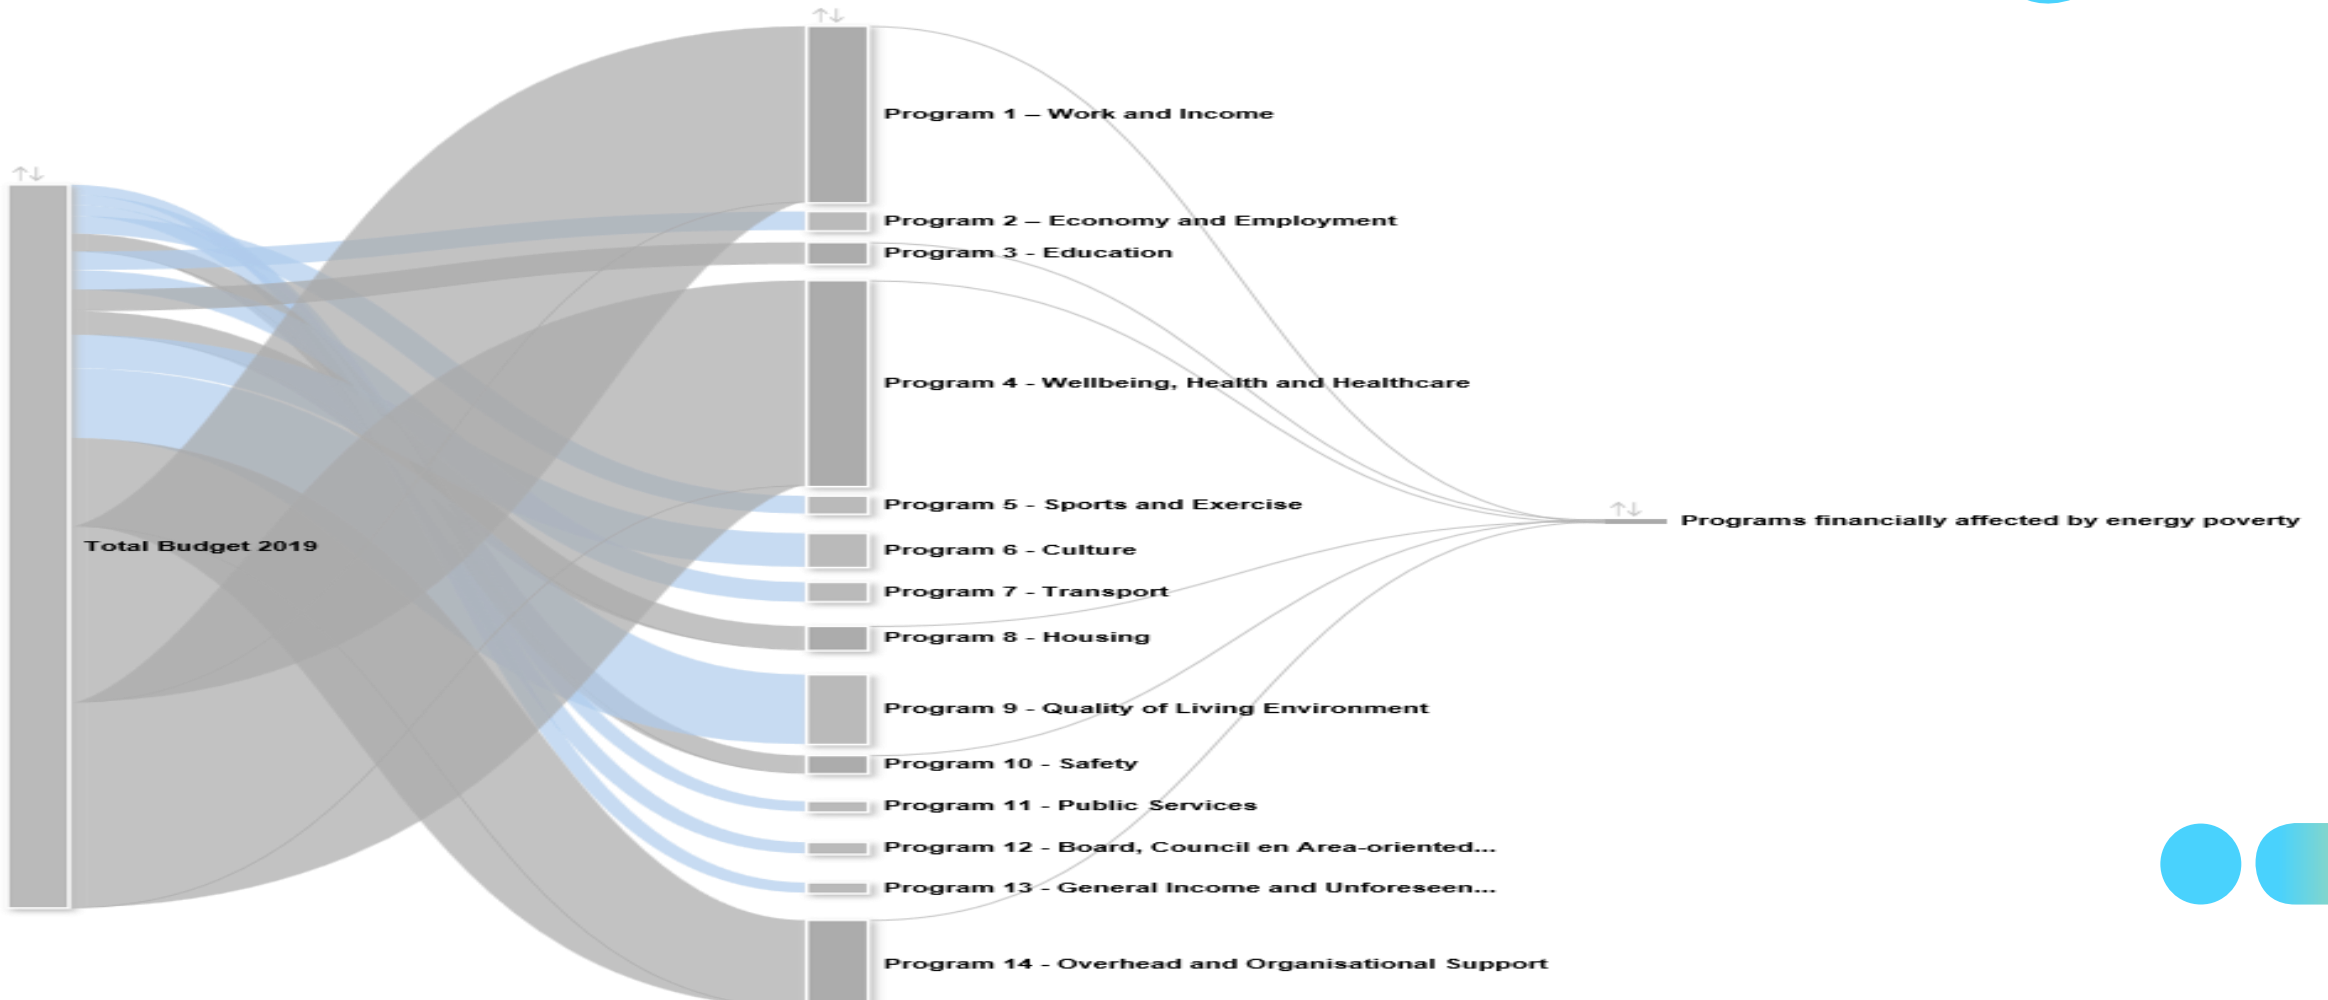 Total Budget 2019
Program 1 – Work and Income
Program 2 – Economy and Employment
Program 3 - Education
Program 4 - Wellbeing, Health and Healthcare
Program 5 - Sports and Exercise
Program 6 - Culture
Program 7 - Transport
Program 8 - Housing
Program 9 - Quality of Living Environment
Program 10 - Safety
Program 11 - Public Services
Program 12 - Board, Council en Area-oriented...
Program 13 - General Income and Unforeseen...
Program 14 - Overhead and Organisational Support
Programs financially affected by energy poverty